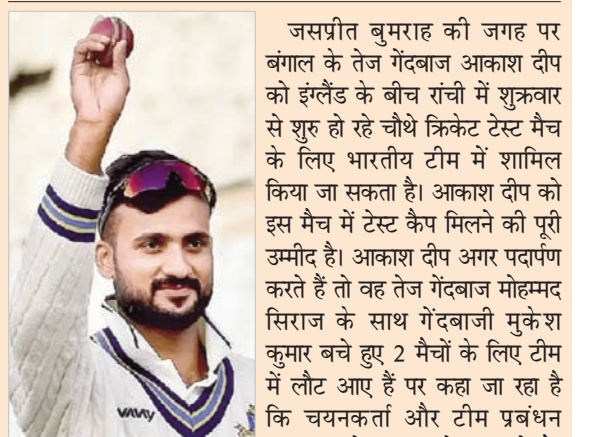 जसप्रीत बुमराह की जगह पर
बंगाल के तेज गेंदबाज आकाश दीप
को इंग्लैंड के बीच रांची में शुक्रवार
से शुरु हो रहे चौथे क्रिकेट टेस्ट मैच
के लिए भारतीय टीम में शामिल
किया जा सकता है। आकाश दीप को
इस मैच में टेस्ट कैप मिलने की पूरी
उम्मीद है। आकाश दीप अगर पदार्पण
करते हैं तो वह तेज गेंदबाज मोहम्मद
सिराज के साथ गेंदबाजी मुकेश
कुमार बचे हुए 2 मैचों के लिए टीम
में लौट आए हैं पर कहा जा रहा है
कि चयनकर्ता और टीम प्रबंधन